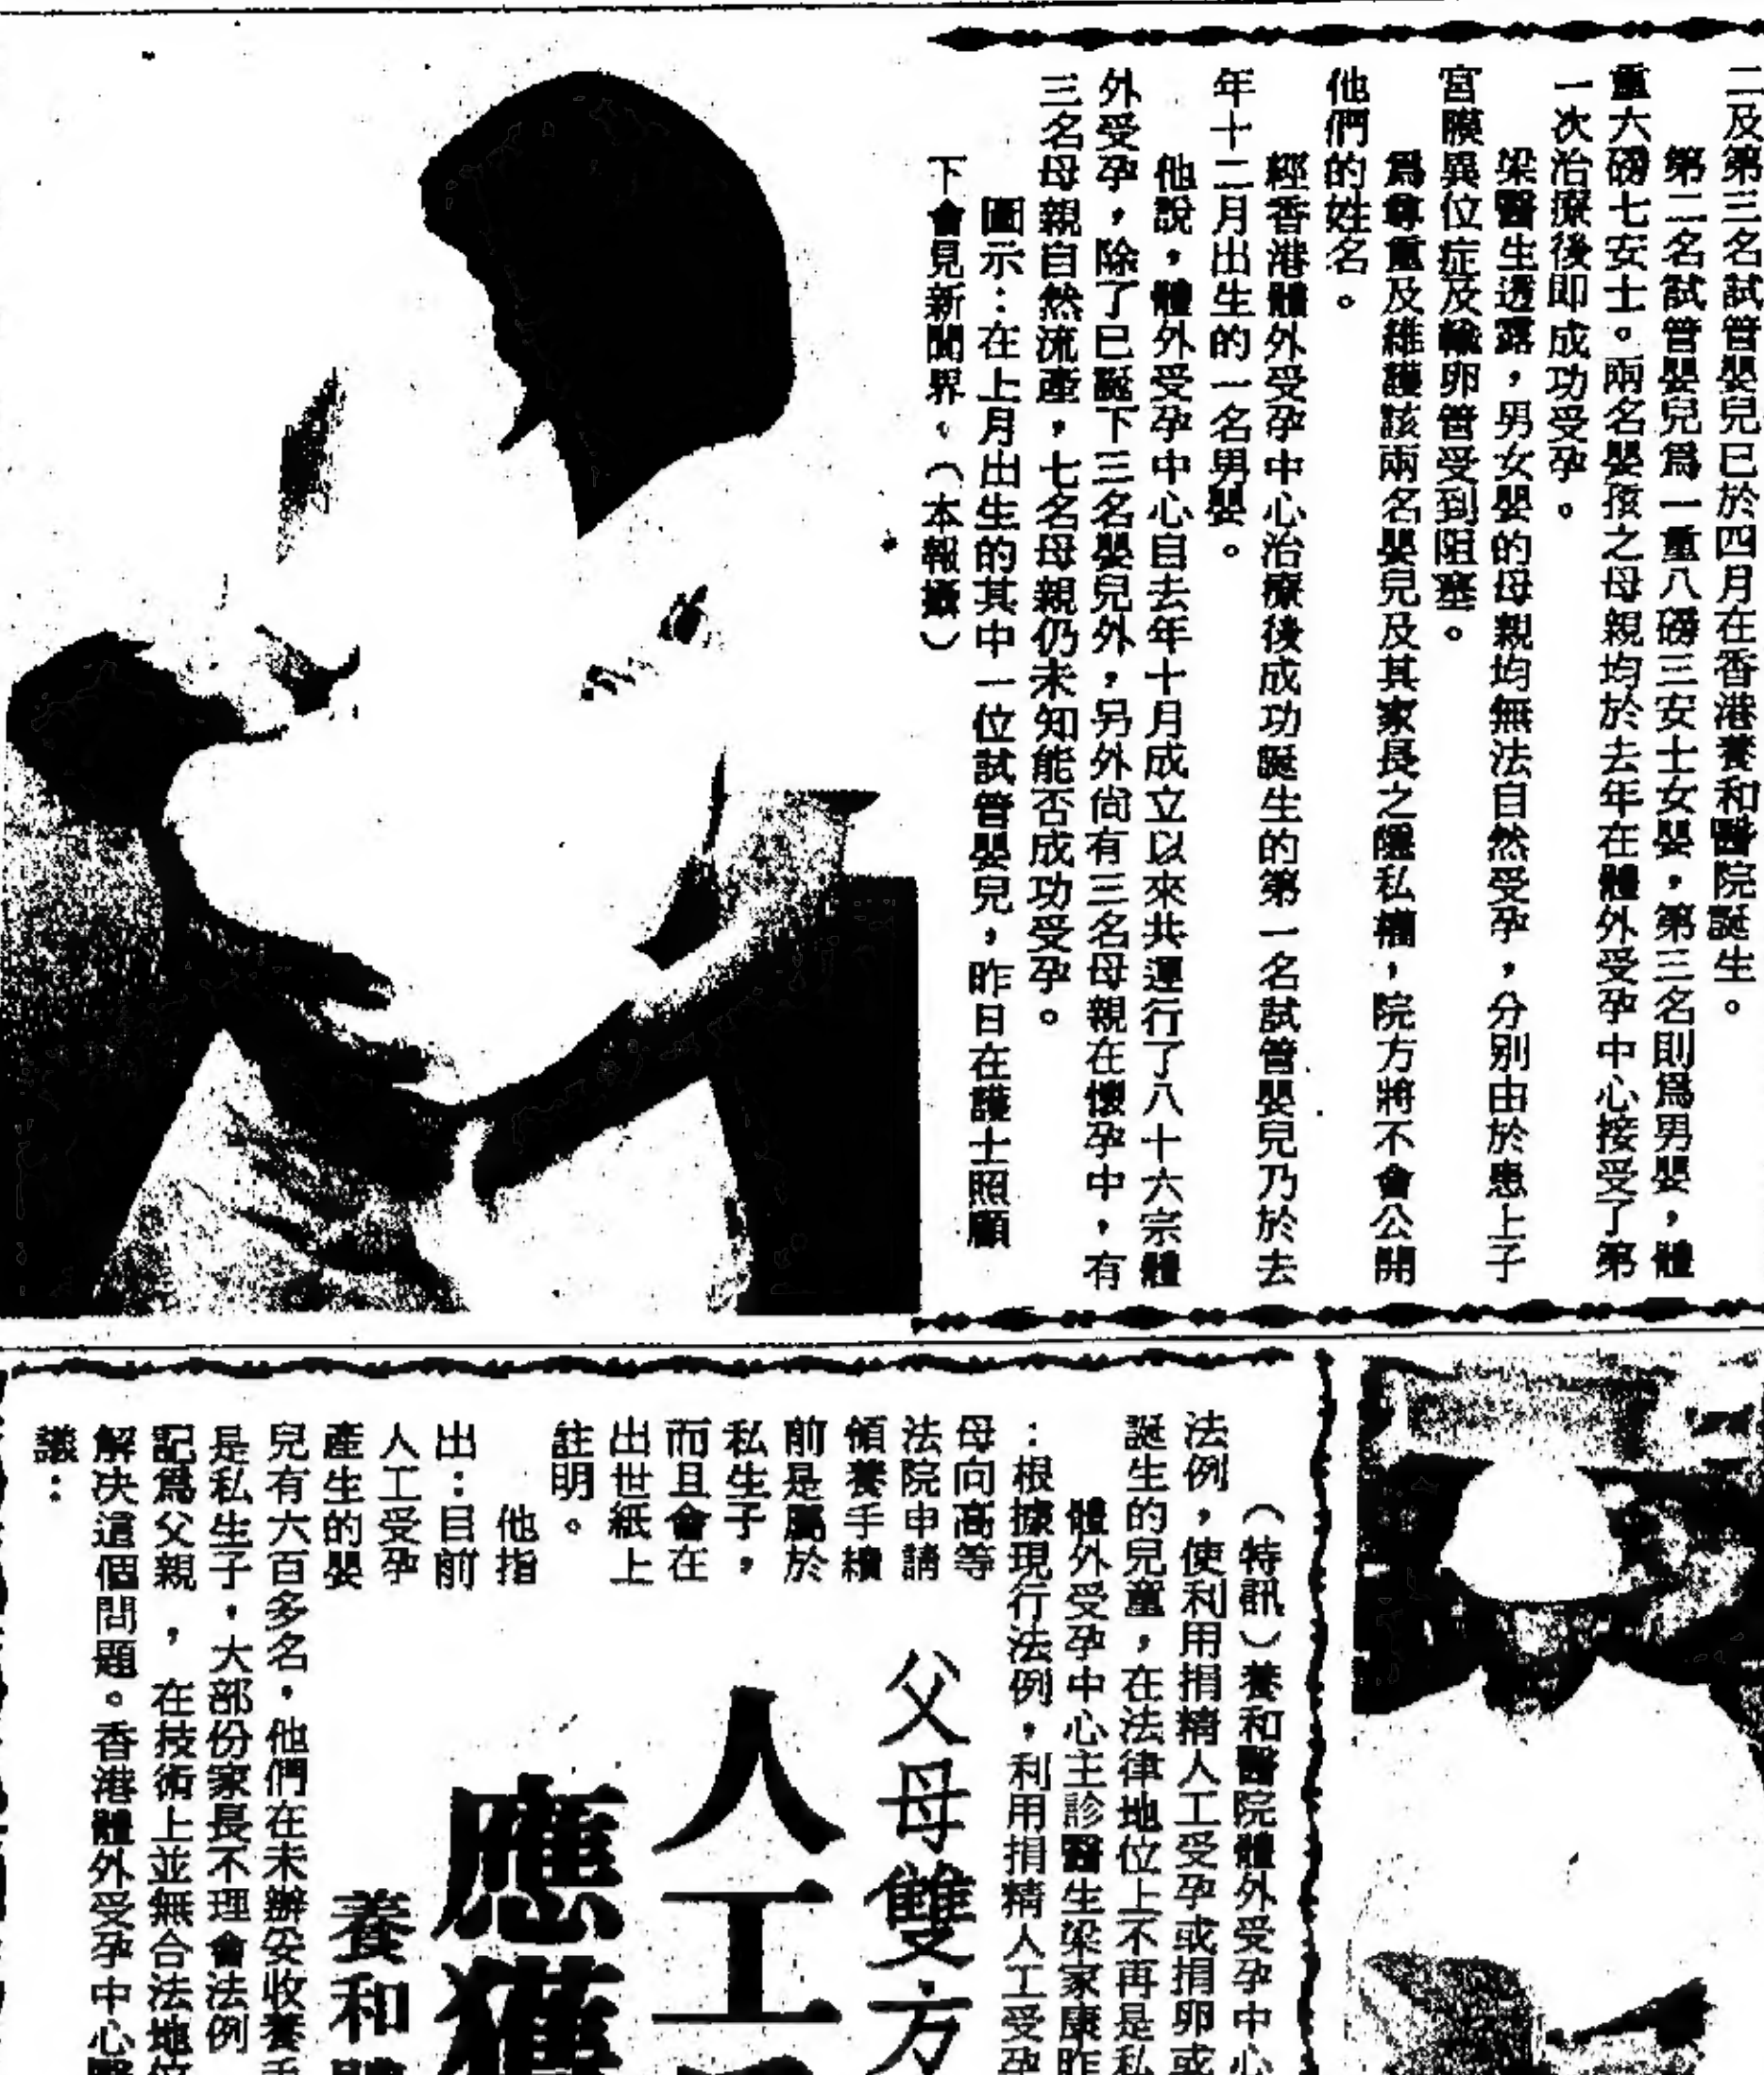 二及第三名試管嬰兒已於四月在香港養和醫院誕生。
第二名試管嬰兒爲一重八磅三安士女嬰，第三名則爲男嬰，體
重六磅七安士。兩名嬰孩之母親均於去年在體外受孕中心接受了第
一次治療後即成功受孕。
梁醫生透露，男女嬰的母親均無法自然受孕，分別由於患上子
宮膜異位症及輸卵管受到阻塞。
爲尊重及維護該兩名嬰兒及其家長之隱私權，院方將不會公開
他們的姓名。
經香港體外受孕中心治療後成功誕生的第一名試管嬰兒乃於去
年十二月出生的一名男嬰。
他說，體外受孕中心自去年十月成立以來共運行了八十六宗體
外受孕，除了已誕下三名嬰兒外，另外尙有三名母親在懷孕中，有
三名母親自然流產，七名母親仍未知能否成功受孕。
圖示：在上月出生的其中一位試管嬰兒，昨日在護士照顧
下會見新聞界。（本報攝）
（特訊）養和醫院體外受孕中心
法例，使利用捐精人工受孕或捐卵或
誕生的兒童，在法律地位上不再是私
體外受孕中心主診醫生梁家康昨
：根據現行法例，利用捐精人工受孕
母向高等
法院申請
領養手續
前是屬於
私生子，
而且會在
出世紙上
註明。
他指
出：目前
人工受孕
產生的嬰
兒有六百多名，他們在未辦妥收養手
是私生子，大部份家長不理會法例
記爲父親，在技術上並無合法地位
解決這個問題。香港體外受孕中心醫
議：
父母雙方
人工
應獲
養和